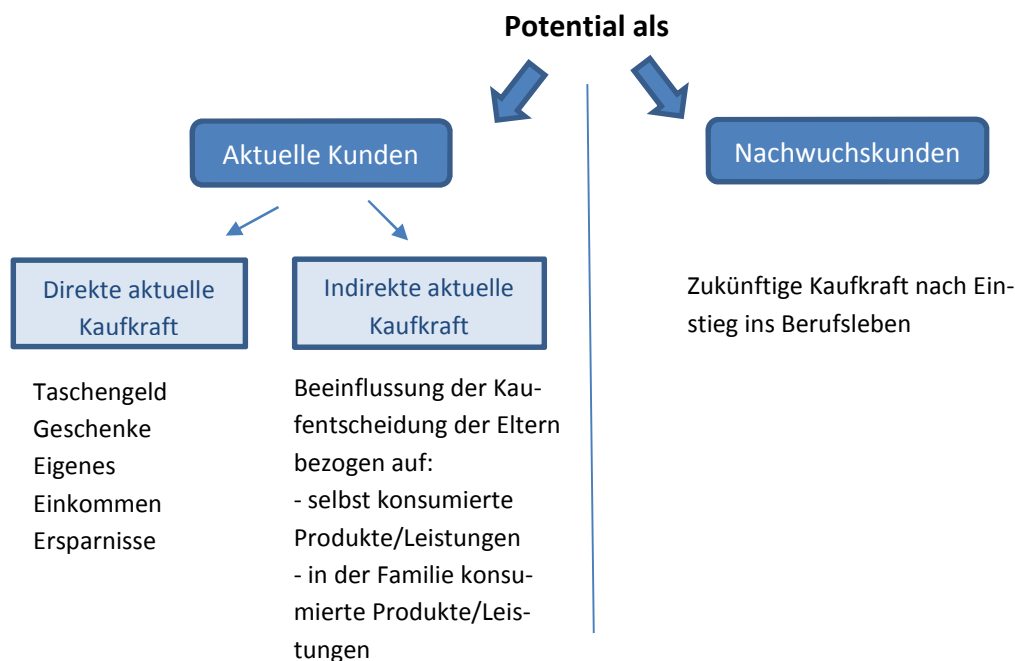 Potential als
Aktuelle Kunden
Nachwuchskunden
Direkte aktuelle
Kaufkraft
Indirekte aktuelle
Kaufkraft
Zukünftige Kaufkraft nach Ein-
stieg ins Berufsleben
Taschengeld
Geschenke
Eigenes
Einkommen
Ersparnisse
Beeinflussung der Kau-
fentscheidung der Eltern
bezogen auf:
- selbst konsumierte
Produkte/Leistungen
- in der Familie konsu-
mierte Produkte/Leis-
tungen